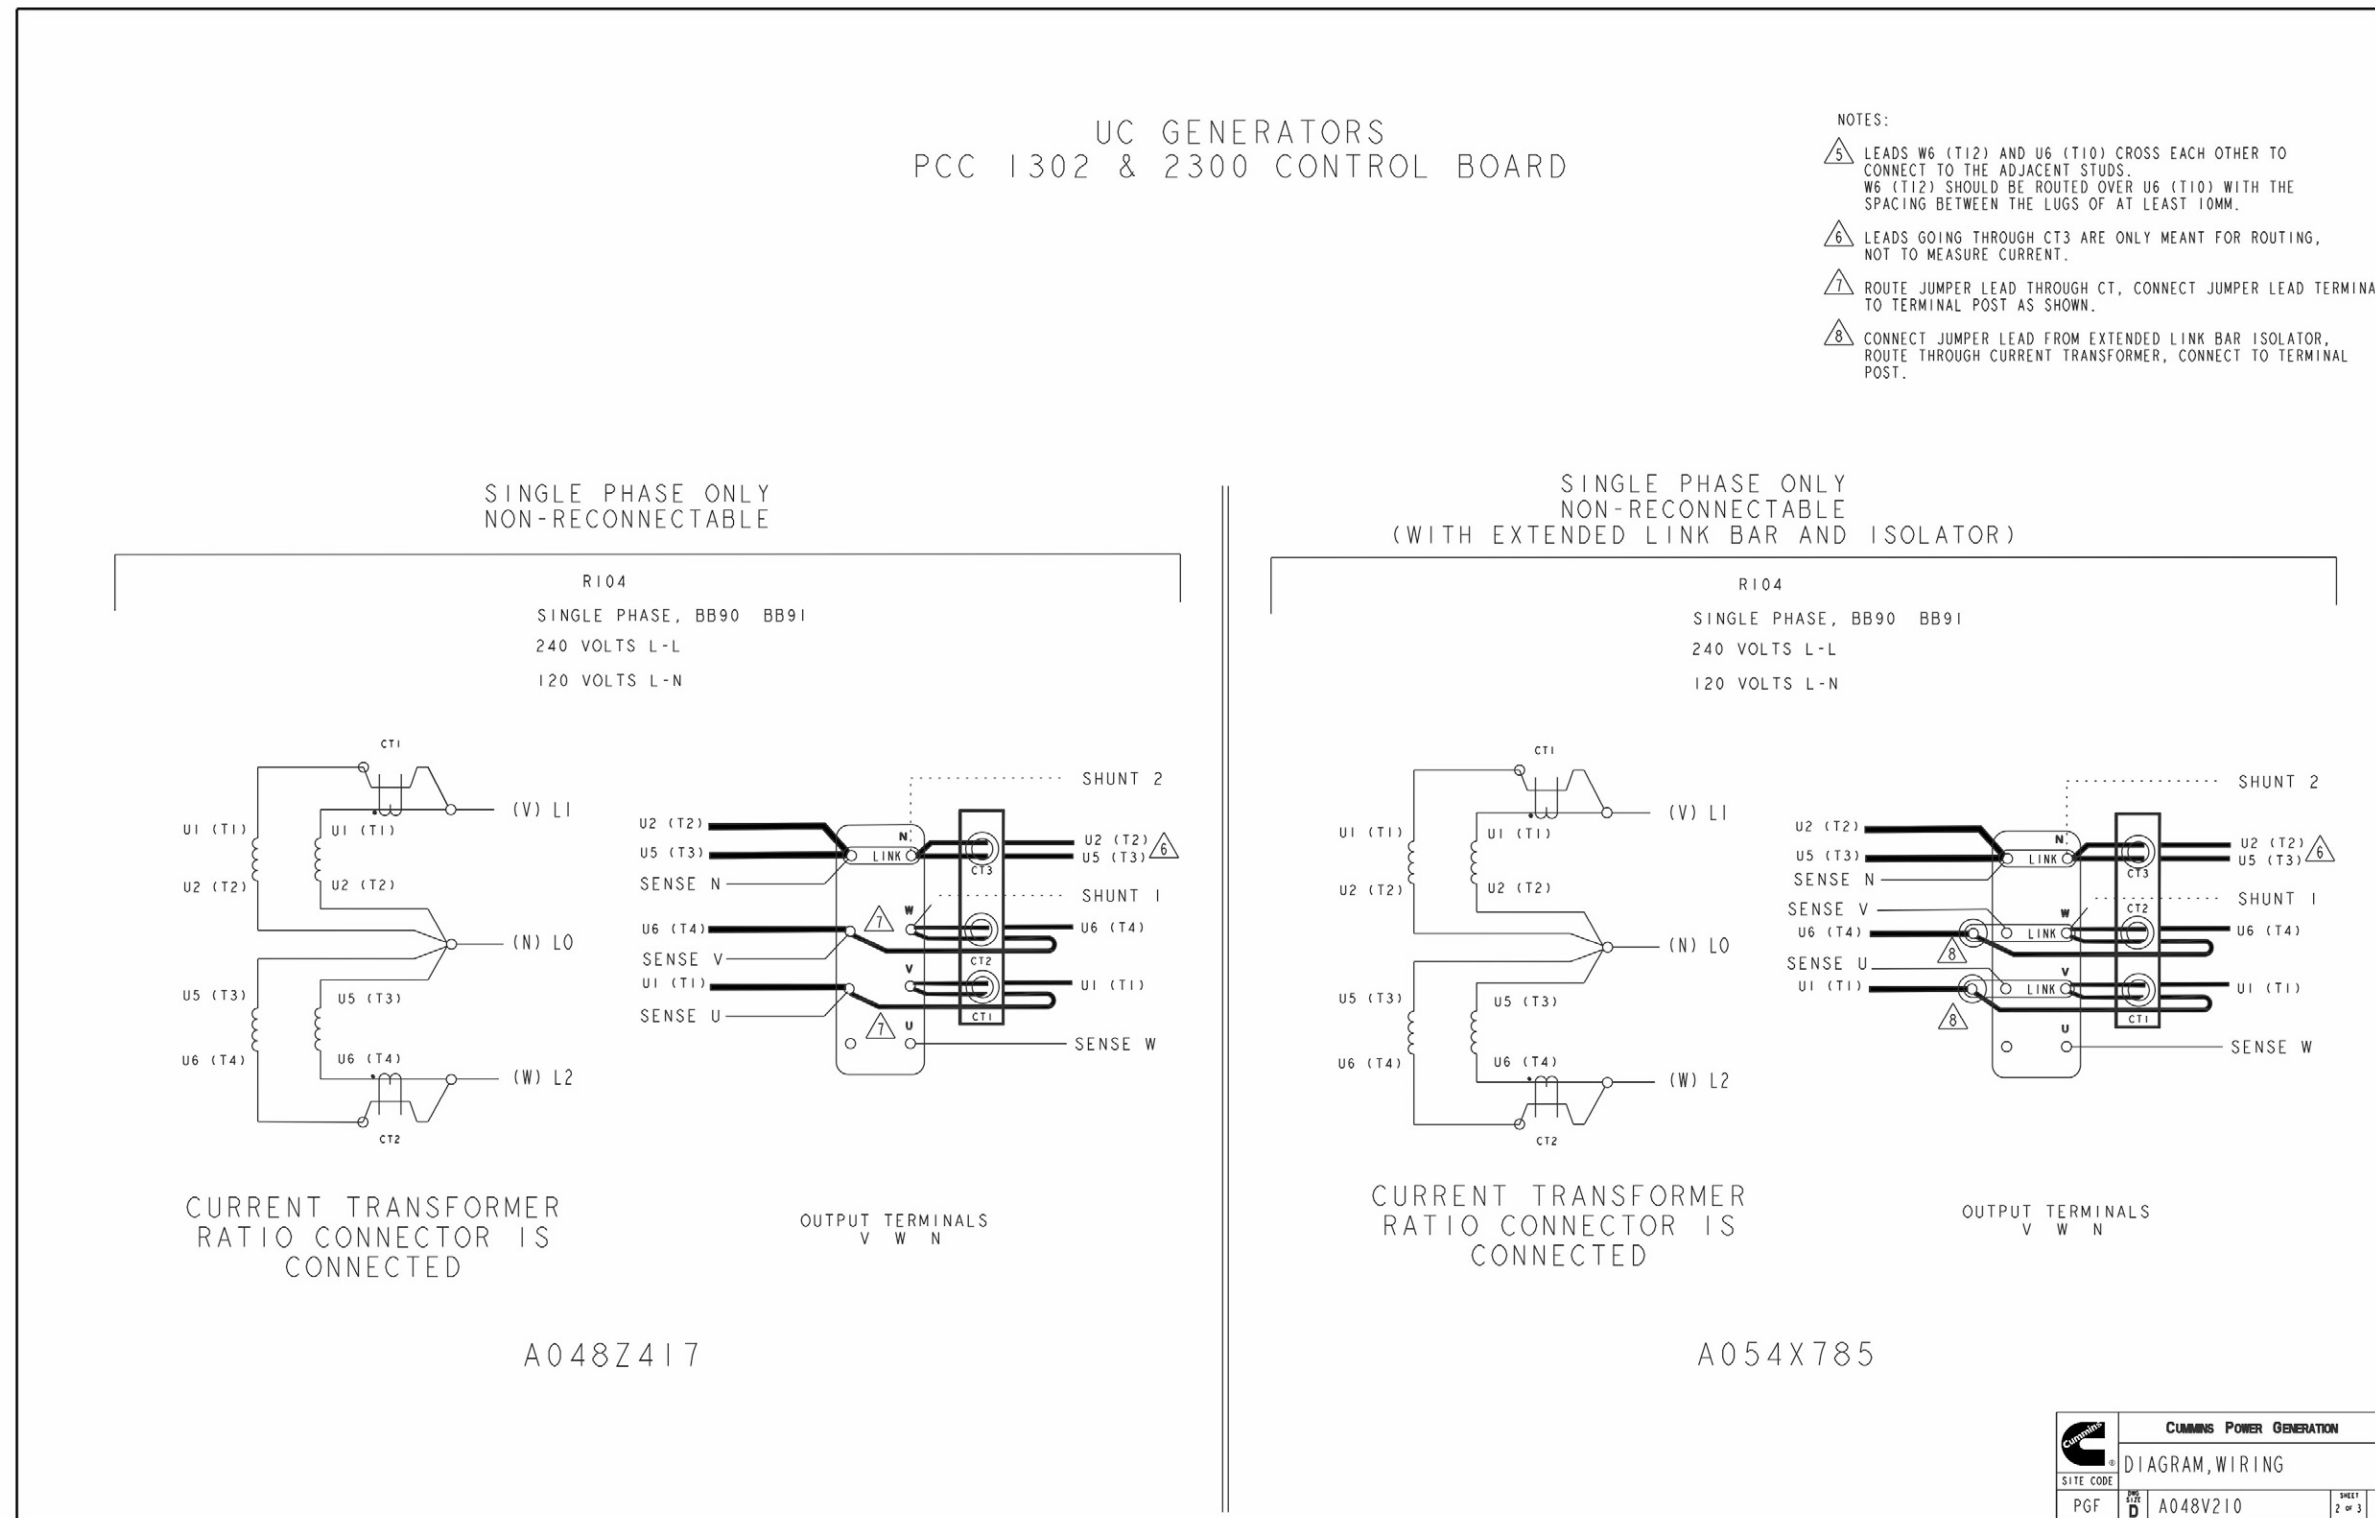 UC GENERATORS
PCC 1302 & 2300 CONTROL BOARD
NOTES:
5 LEADS W6 (T12) AND U6 (T10) CROSS EACH OTHER TO
CONNECT TO THE ADJACENT STUDS.
W6 (T12) SHOULD BE ROUTED OVER U6 (T10) WITH THE
SPACING BETWEEN THE LUGS OF AT LEAST 10MM.
6 LEADS GOING THROUGH CT3 ARE ONLY MEANT FOR ROUTING,
NOT TO MEASURE CURRENT.
7 ROUTE JUMPER LEAD THROUGH CT, CONNECT JUMPER LEAD TERMINA
TO TERMINAL POST AS SHOWN.
8 CONNECT JUMPER LEAD FROM EXTENDED LINK BAR ISOLATOR,
ROUTE THROUGH CURRENT TRANSFORMER, CONNECT TO TERMINAL
POST.
SINGLE PHASE ONLY
NON-RECONNECTABLE
R104
SINGLE PHASE, BB90 BB91
240 VOLTS L-L
120 VOLTS L-N
CT1
(V) L1
U1 (T1)
U1 (T1)
U2 (T2)
U2 (T2)
(N) L0
U5 (T3)
U5 (T3)
U6 (T4)
U6 (T4)
(W) L2
CT2
SHUNT 2
U2 (T2)
N
U2 (T2)
6
U5 (T3)
LINK
U5 (T3)
CT3
SENSE N
SHUNT 1
7
W
U6 (T4)
U6 (T4)
SENSE V
CT2
V
U1 (T1)
U1 (T1)
SENSE U
7
U
CT1
SENSE W
CURRENT TRANSFORMER
RATIO CONNECTOR IS
CONNECTED
OUTPUT TERMINALS
V W N
A048Z417
SINGLE PHASE ONLY
NON-RECONNECTABLE
(WITH EXTENDED LINK BAR AND ISOLATOR)
R104
SINGLE PHASE, BB90 BB91
240 VOLTS L-L
120 VOLTS L-N
CT1
(V) L1
U1 (T1)
U1 (T1)
U2 (T2)
U2 (T2)
(N) L0
U5 (T3)
U5 (T3)
U6 (T4)
U6 (T4)
(W) L2
CT2
SHUNT 2
U2 (T2)
N
U2 (T2)
6
U5 (T3)
LINK
U5 (T3)
CT3
SENSE N
SHUNT 1
SENSE V
W
CT2
U6 (T4)
LINK
U6 (T4)
8
SENSE U
V
U1 (T1)
LINK
U1 (T1)
8
U
CT1
SENSE W
CURRENT TRANSFORMER
RATIO CONNECTOR IS
CONNECTED
OUTPUT TERMINALS
V W N
A054X785
Cummins
®
CUMMINS POWER GENERATION
DIAGRAM,WIRING
SITE CODE
PGF
DWG SIZE
D
A048V210
SHEET
2 OF 3